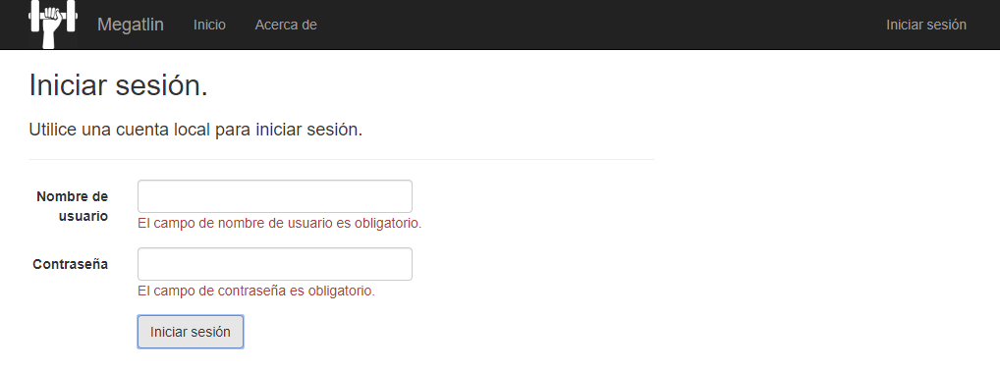 Megatlin Inicio Acerca de Iniciar sesión
Iniciar sesión.
Utilice una cuenta local para iniciar sesión.
Nombre de
usuario
El campo de nombre de usuario es obligatorio.
Contraseña
El campo de contraseña es obligatorio.
Iniciar sesión